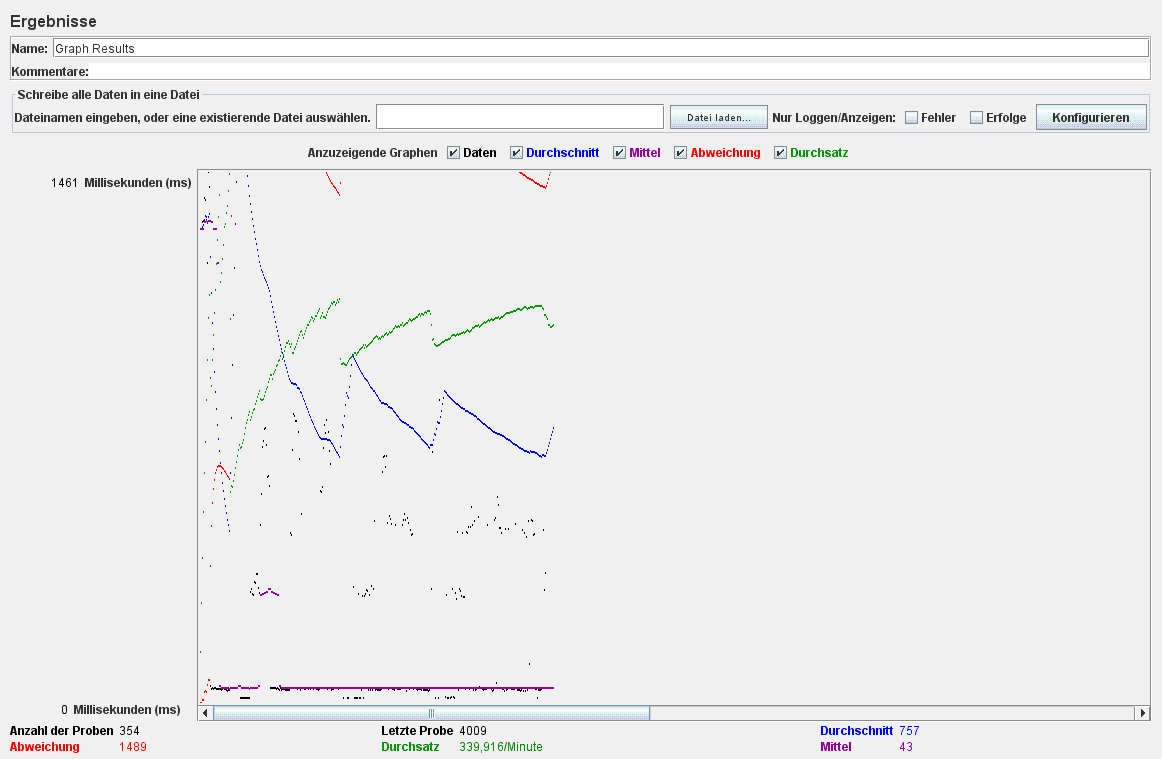 Ergebnisse
Name: Graph Results
Kommentare:
Schreibe alle Daten in eine Datei
Dateinamen eingeben, oder eine existierende Datei auswählen. Datei laden... Nur Loggen/Anzeigen: Fehler Erfolge Konfigurieren
Anzuzeigende Graphen Daten Durchschnitt Mittel Abweichung Durchsatz
1461 Millisekunden (ms)
0 Millisekunden (ms)
Anzahl der Proben 354 Letzte Probe 4009 Durchschnitt 757
Abweichung 1489 Durchsatz 339,916/Minute Mittel 43